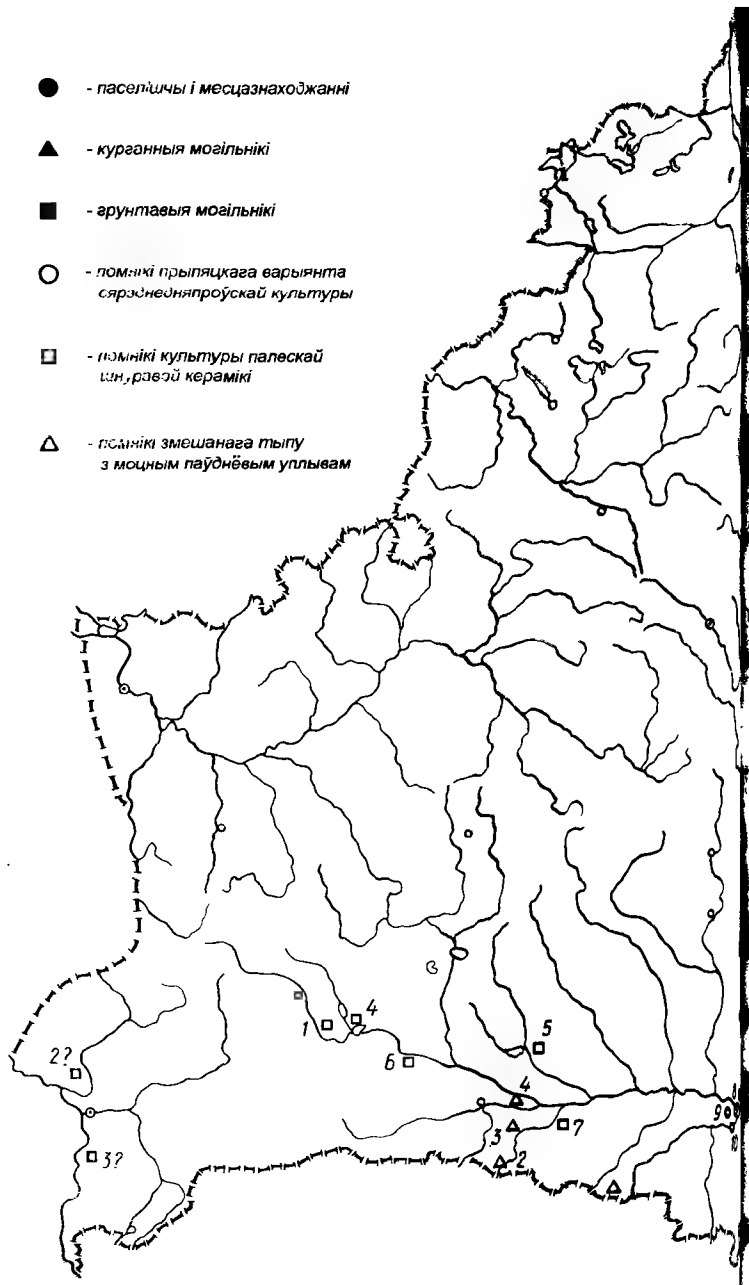 - паселішчы і месцазнаходжанні
- курганныя могільнікі
- грунтавыя могільнікі
- помнікі прыпяцкага варыянта
сярэднедняпроўскай культуры
- помнікі культуры палескай
шнуравой керамікі
- помнікі змешанага тыпу
з моцным паўднёвым уплывам
1
4
5
6
2?
4
9
3
7
3?
2